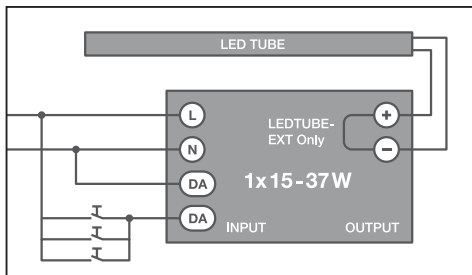 LED TUBE
L
LEDTUBE-
EXT Only
+
N
−
DA
1x15-37W
DA
INPUT
OUTPUT